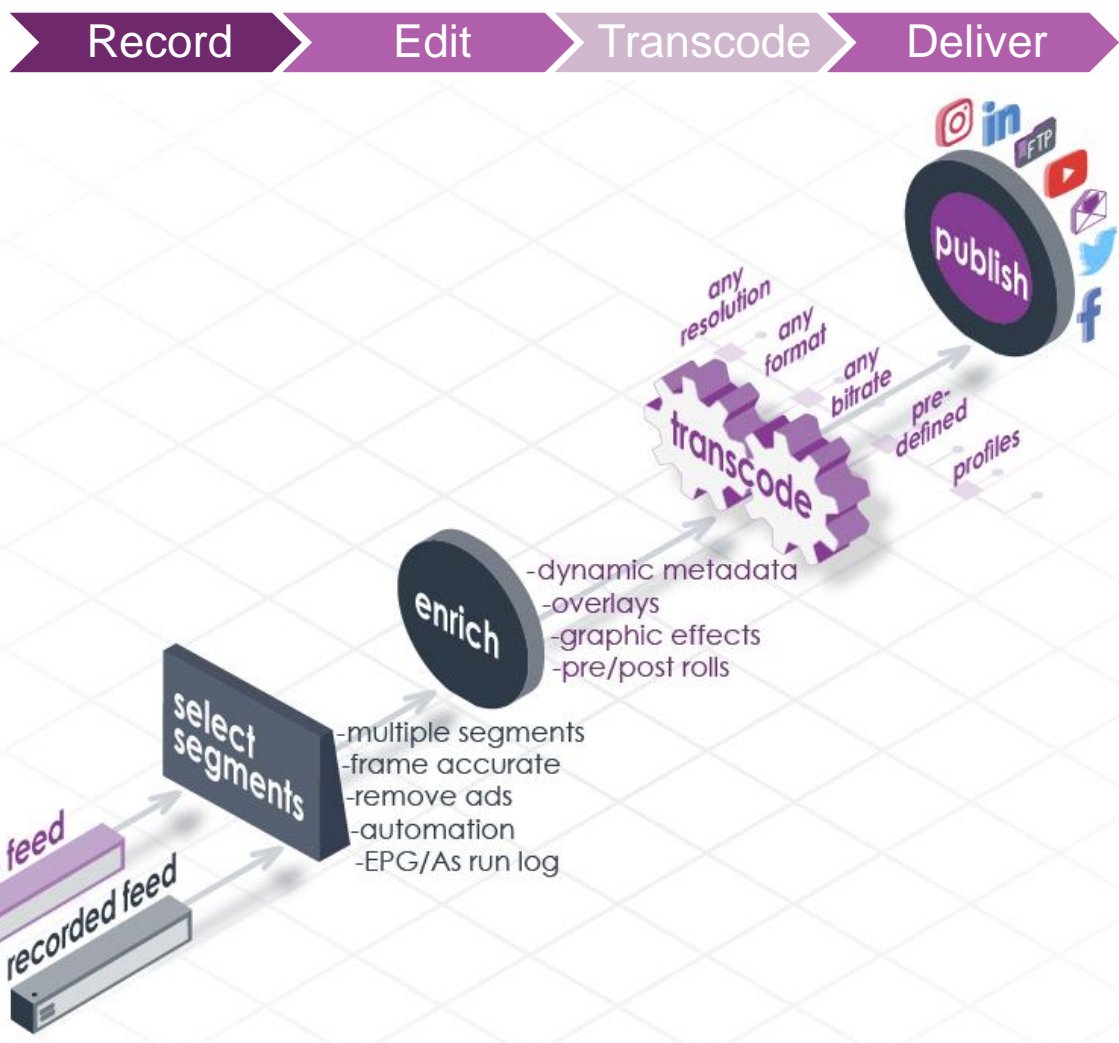 Record
Edit
Transcode
Deliver
in
FTP
publish
any
resolution
any
format
any
bitrate
pre-
defined
profiles
transcode
enrich
-dynamic metadata
-overlays
-graphic effects
-pre/post rolls
select
segments
-multiple segments
-frame accurate
-remove ads
-automation
-EPG/As run log
feed
recorded feed